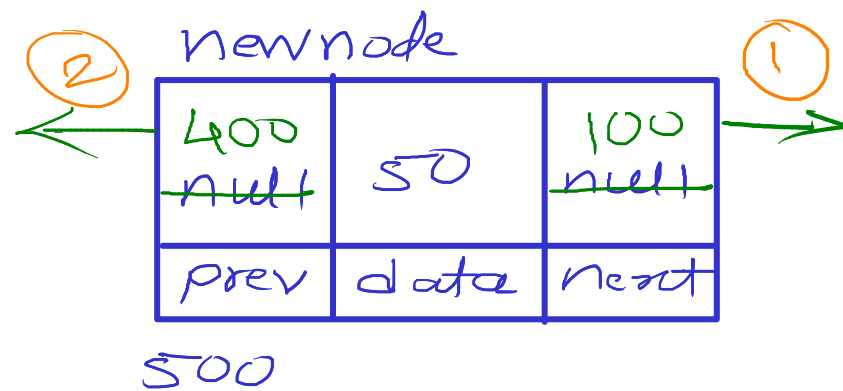 newnode
2
1
400 50 100
null null
prev data next
500